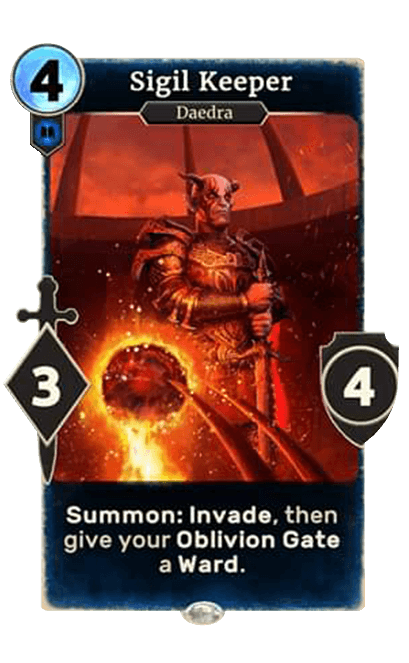 4
Sigil Keeper
Daedra
3
4
Summon: Invade, then
give your Oblivion Gate
a Ward.